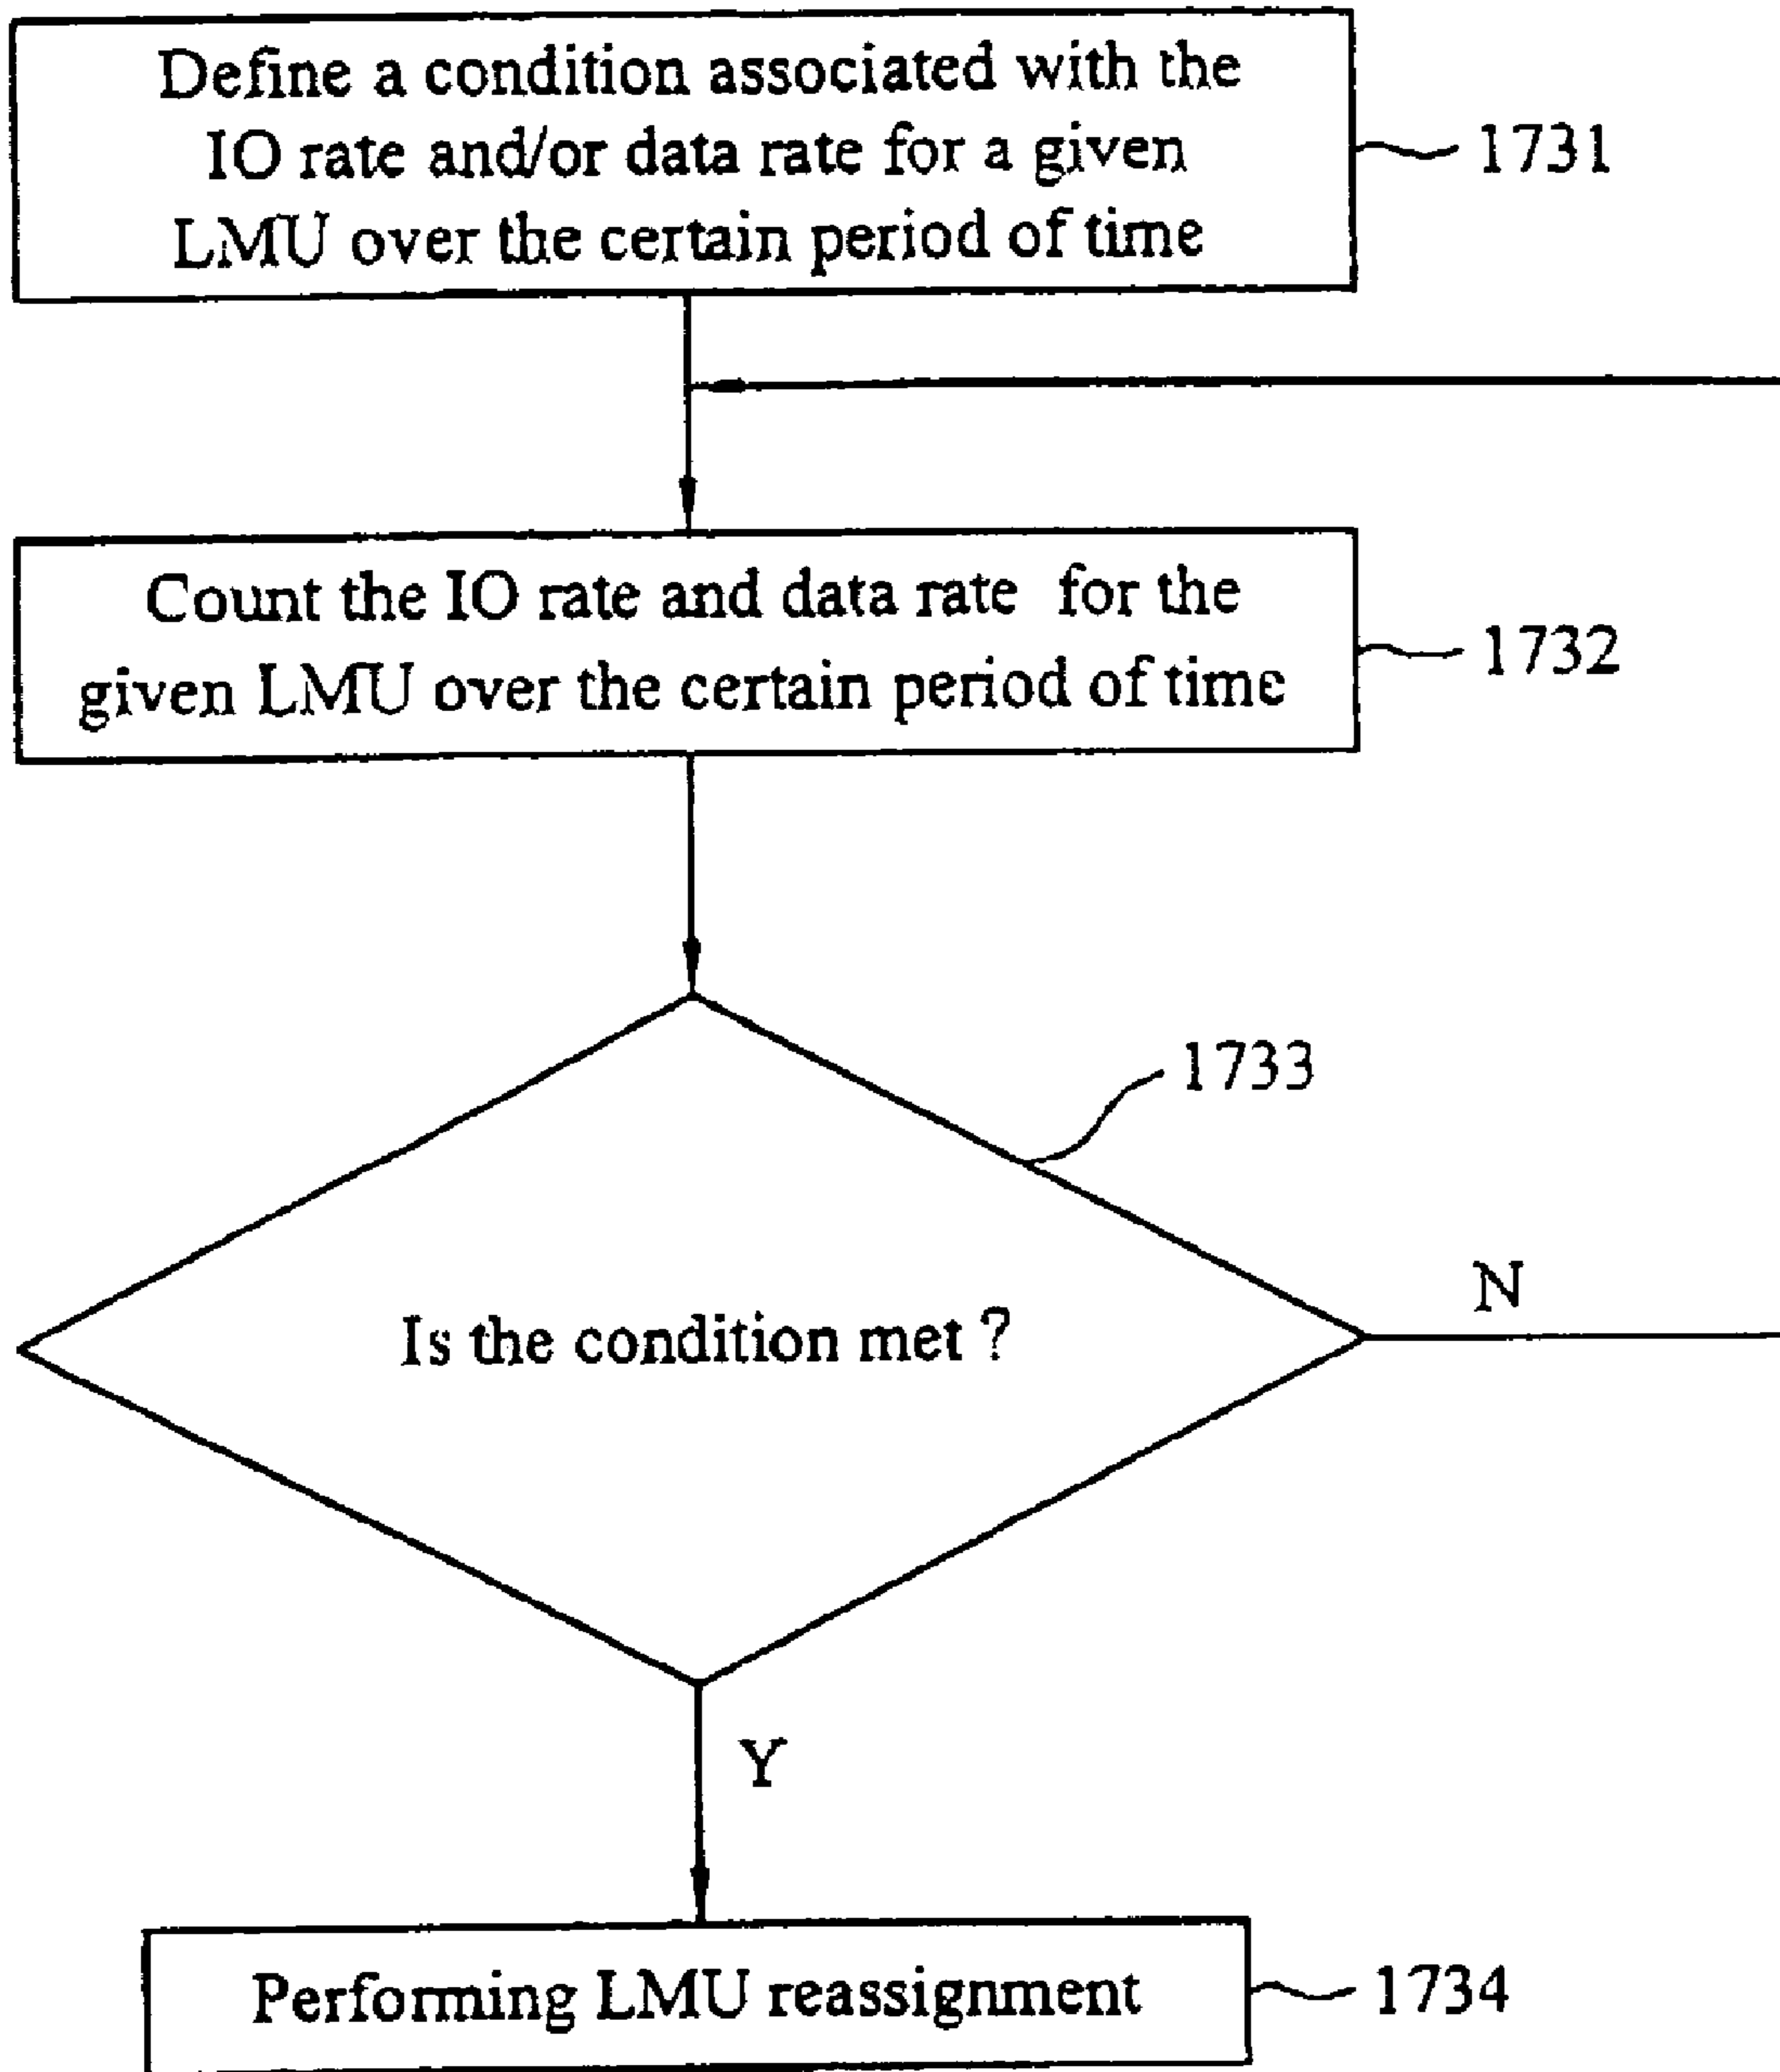 Define a condition associated with the
IO rate and/or data rate for a given
LMU over the certain period of time
1731
Count the IO rate and data rate for the
given LMU over the certain period of time
1732
1733
Is the condition met ?
N
Y
Performing LMU reassignment
1734